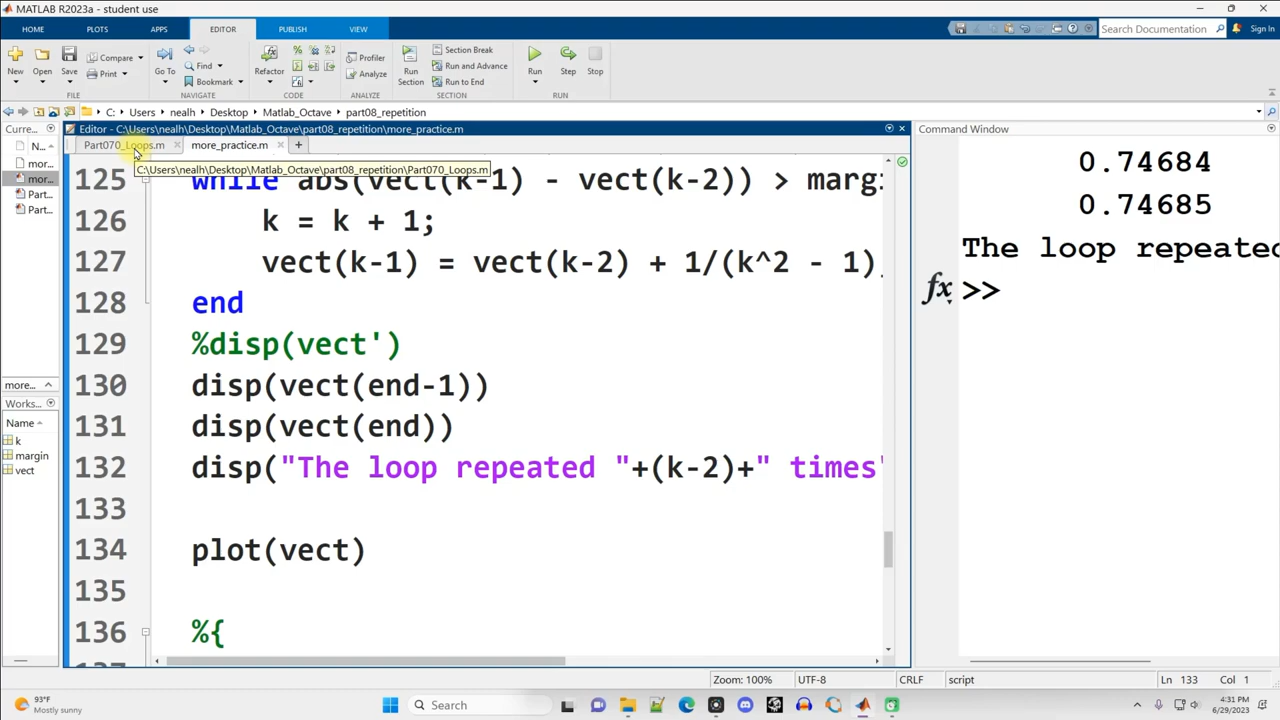 MATLAB R2023a - student use
HOME PLOTS APPS EDITOR PUBLISH VIEW Search Documentation Sign In
New Open Save Compare Print Go To Find Bookmark Refactor Profiler Analyze Run Section Section Break Run and Advance Run to End Run Step Stop
FILE NAVIGATE CODE ANALYZE SECTION RUN
C: Users nealh Desktop Matlab_Octave part08_repetition
Curre... Editor - C:\Users\nealh\Desktop\Matlab_Octave\part08_repetition\more_practice.m Command Window
N... Part070_Loops.m more_practice.m +
mor...
mor...
Part...
Part...
C:\Users\nealh\Desktop\Matlab_Octave\part08_repetition\Part070_Loops.m
125 while abs(vect(k-1) - vect(k-2)) > margi
126 k = k + 1;
127 vect(k-1) = vect(k-2) + 1/(k^2 - 1)
128 end
129 %disp(vect')
130 disp(vect(end-1))
131 disp(vect(end))
132 disp("The loop repeated "+(k-2)+" times"
133
134 plot(vect)
135
136 %{
0.74684
0.74685
The loop repeated
fx >>
more...
Works...
Name
k
margin
vect
Zoom: 100% UTF-8 CRLF script Ln 133 Col 1
93°F
Mostly sunny
Search
4:31 PM
6/29/2023